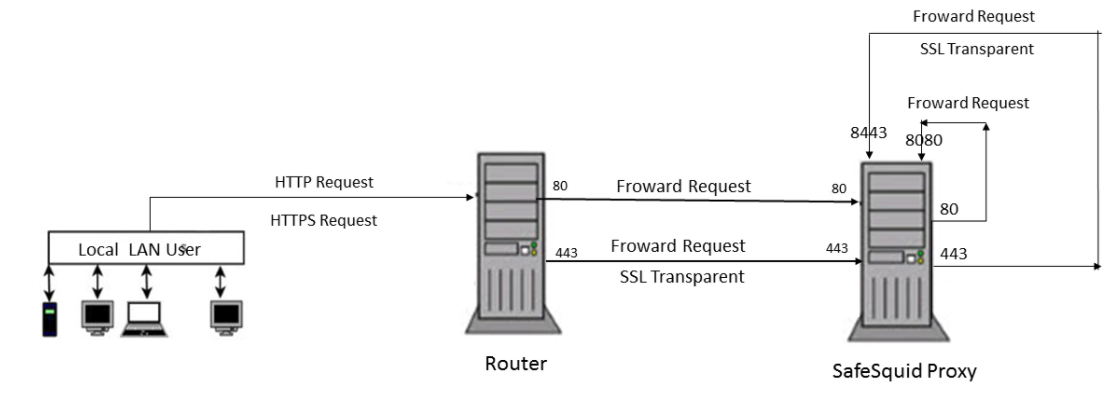 Froward Request
SSL Transparent
Froward Request
8443
8080
HTTP Request
80
Froward Request
80
80
HTTPS Request
Local LAN User
443
Froward Request
443
443
SSL Transparent
Router
SafeSquid Proxy